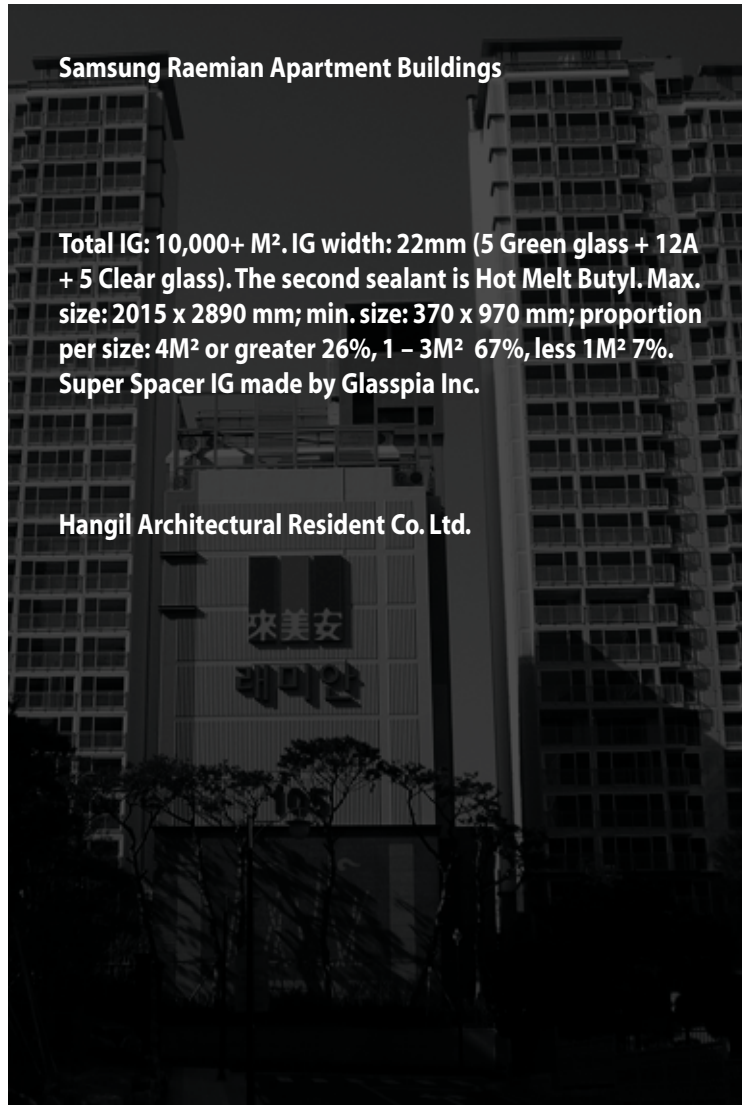 Samsung Raemian Apartment Buildings
Total IG: 10,000+ M². IG width: 22mm (5 Green glass + 12A
+ 5 Clear glass). The second sealant is Hot Melt Butyl. Max.
size: 2015 x 2890 mm; min. size: 370 x 970 mm; proportion
per size: 4M² or greater 26%, 1 – 3M²  67%, less 1M² 7%.
Super Spacer IG made by Glasspia Inc.
Hangil Architectural Resident Co. Ltd.
來美安
래미안
105